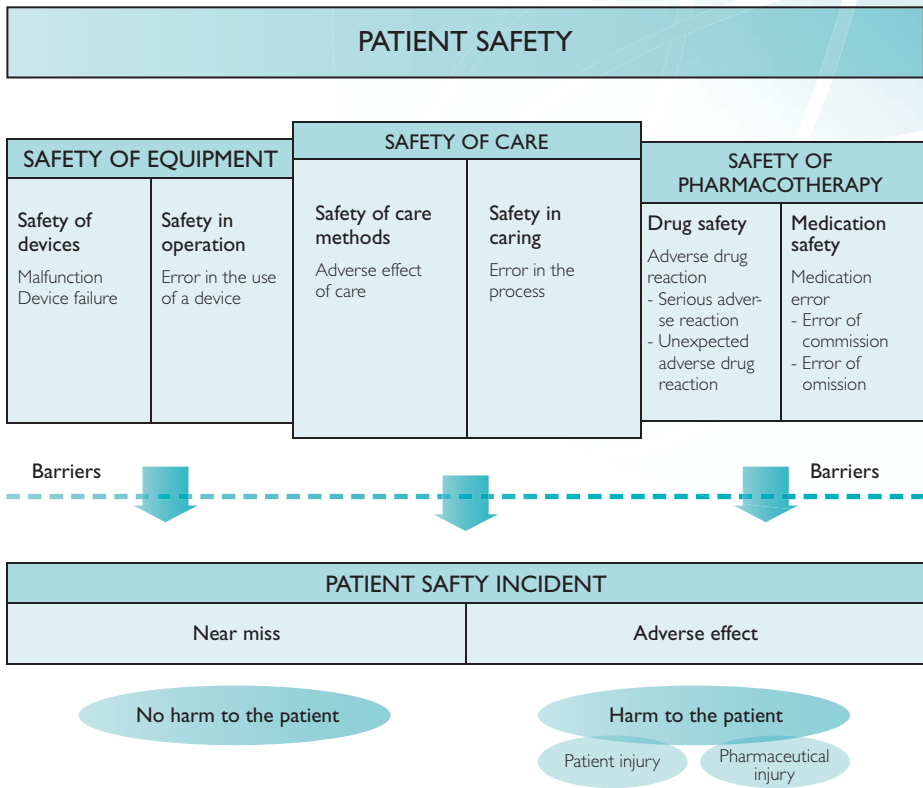 PATIENT SAFETY
SAFETY OF EQUIPMENT
Safety of
devices
Malfunction
Device failure
Safety in
operation
Error in the use
of a device
SAFETY OF CARE
Safety of care
methods
Adverse effect
of care
Safety in
caring
Error in the
process
SAFETY OF
PHARMACOTHERAPY
Drug safety
Adverse drug
reaction
- Serious adver-
se reaction
- Unexpected
adverse drug
reaction
Medication
safety
Medication
error
- Error of
commission
- Error of
omission
Barriers
Barriers
PATIENT SAFTY INCIDENT
Near miss
Adverse effect
No harm to the patient
Harm to the patient
Patient injury
Pharmaceutical
injury